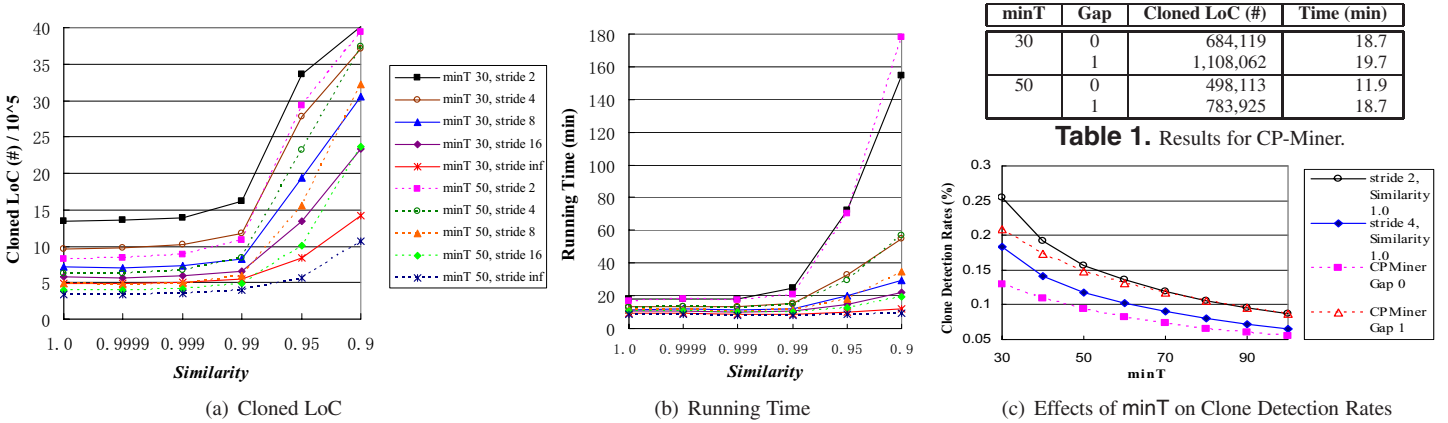 Cloned LoC (#) / 10^5
40
35
30
25
20
15
10
5
0
1.0 0.9999 0.999 0.99 0.95 0.9
Similarity
minT 30, stride 2
minT 30, stride 4
minT 30, stride 8
minT 30, stride 16
minT 30, stride inf
minT 50, stride 2
minT 50, stride 4
minT 50, stride 8
minT 50, stride 16
minT 50, stride inf
(a) Cloned LoC
Running Time (min)
180
160
140
120
100
80
60
40
20
0
1.0 0.9999 0.999 0.99 0.95 0.9
Similarity
(b) Running Time
minT Gap Cloned LoC (#) Time (min)
30 0 684,119 18.7
1 1,108,062 19.7
50 0 498,113 11.9
1 783,925 18.7
Table 1. Results for CP-Miner.
Clone Detection Rates (%)
0.3
0.25
0.2
0.15
0.1
0.05
30 50 70 90
minT
stride 2,
Similarity
1.0
stride 4,
Similarity
1.0
CPMiner
Gap 0
CPMiner
Gap 1
(c) Effects of minT on Clone Detection Rates